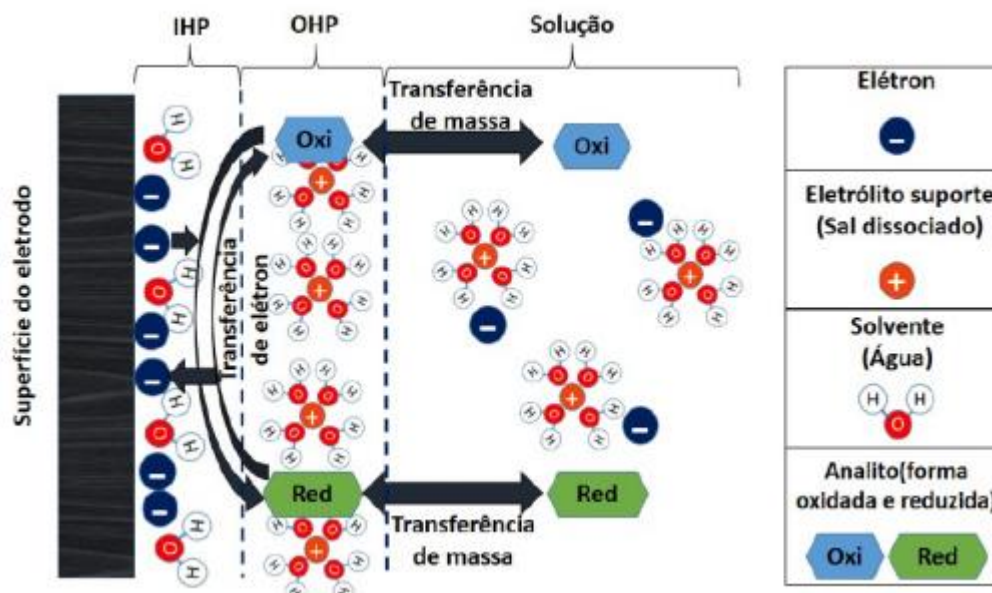 IHP
OHP
Solução
Superfície do eletrodo
Transferência
de massa
Oxi
Oxi
Transferência
de elétron
Red
Red
Transferência
de massa
Elétron
Eletrólito suporte
(Sal dissociado)
Solvente
(Água)
H H
O
Analito(forma
oxidada e reduzida)
Oxi Red